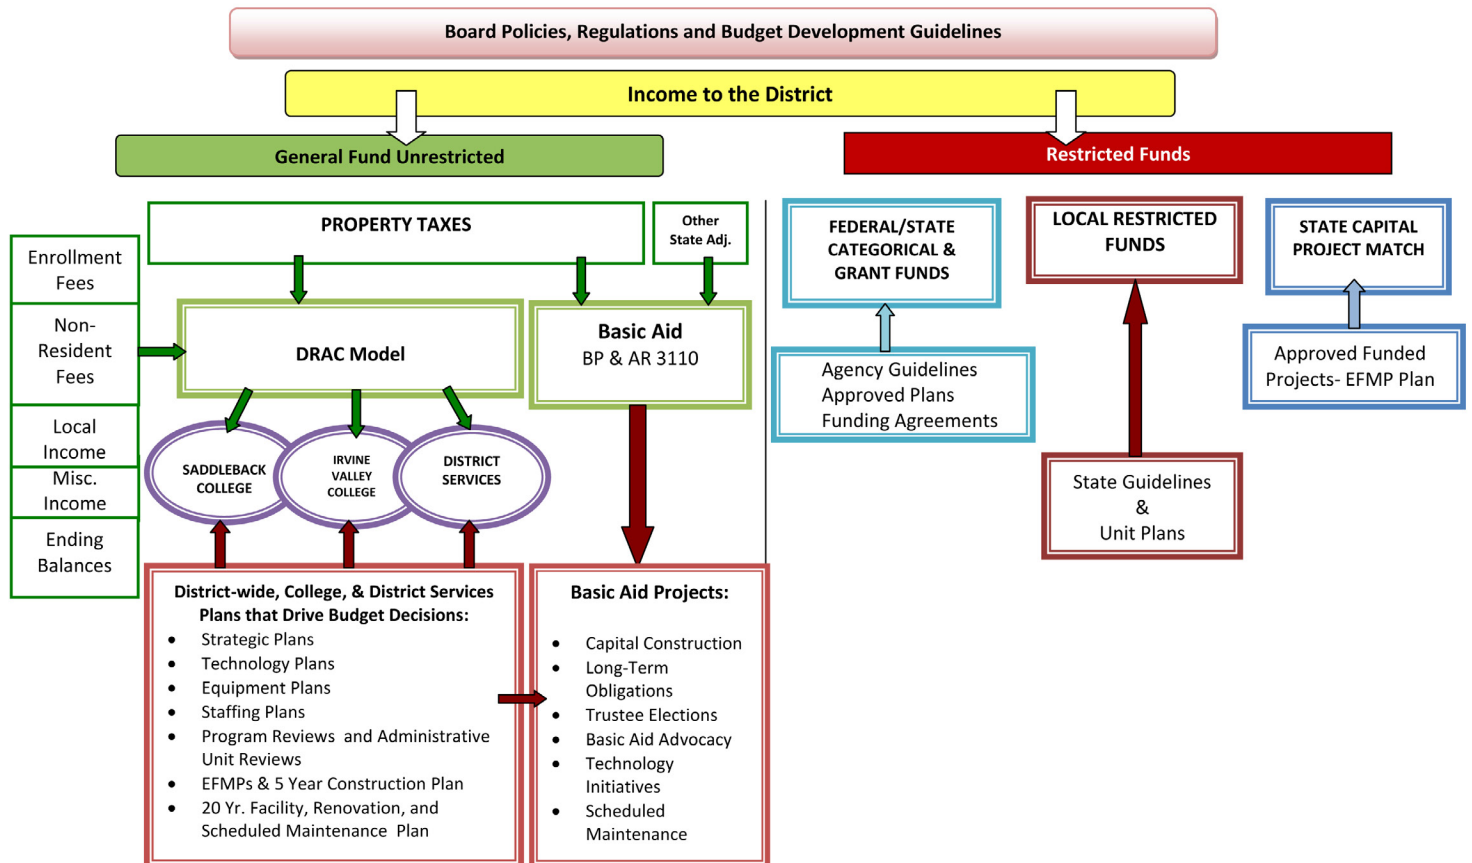 Board Policies, Regulations and Budget Development Guidelines
Income to the District
General Fund Unrestricted
Restricted Funds
Enrollment
Fees
Non-
Resident
Fees
Local
Income
Misc.
Income
Ending
Balances
PROPERTY TAXES
Other
State Adj.
DRAC Model
Basic Aid
BP & AR 3110
SADDLEBACK
COLLEGE
IRVINE
VALLEY
COLLEGE
DISTRICT
SERVICES
District-wide, College, & District Services
Plans that Drive Budget Decisions:
• Strategic Plans
• Technology Plans
• Equipment Plans
• Staffing Plans
• Program Reviews and Administrative
Unit Reviews
• EFMPs & 5 Year Construction Plan
• 20 Yr. Facility, Renovation, and
Scheduled Maintenance Plan
Basic Aid Projects:
• Capital Construction
• Long-Term
Obligations
• Trustee Elections
• Basic Aid Advocacy
• Technology
Initiatives
• Scheduled
Maintenance
FEDERAL/STATE
CATEGORICAL &
GRANT FUNDS
Agency Guidelines
Approved Plans
Funding Agreements
LOCAL RESTRICTED
FUNDS
State Guidelines
&
Unit Plans
STATE CAPITAL
PROJECT MATCH
Approved Funded
Projects- EFMP Plan